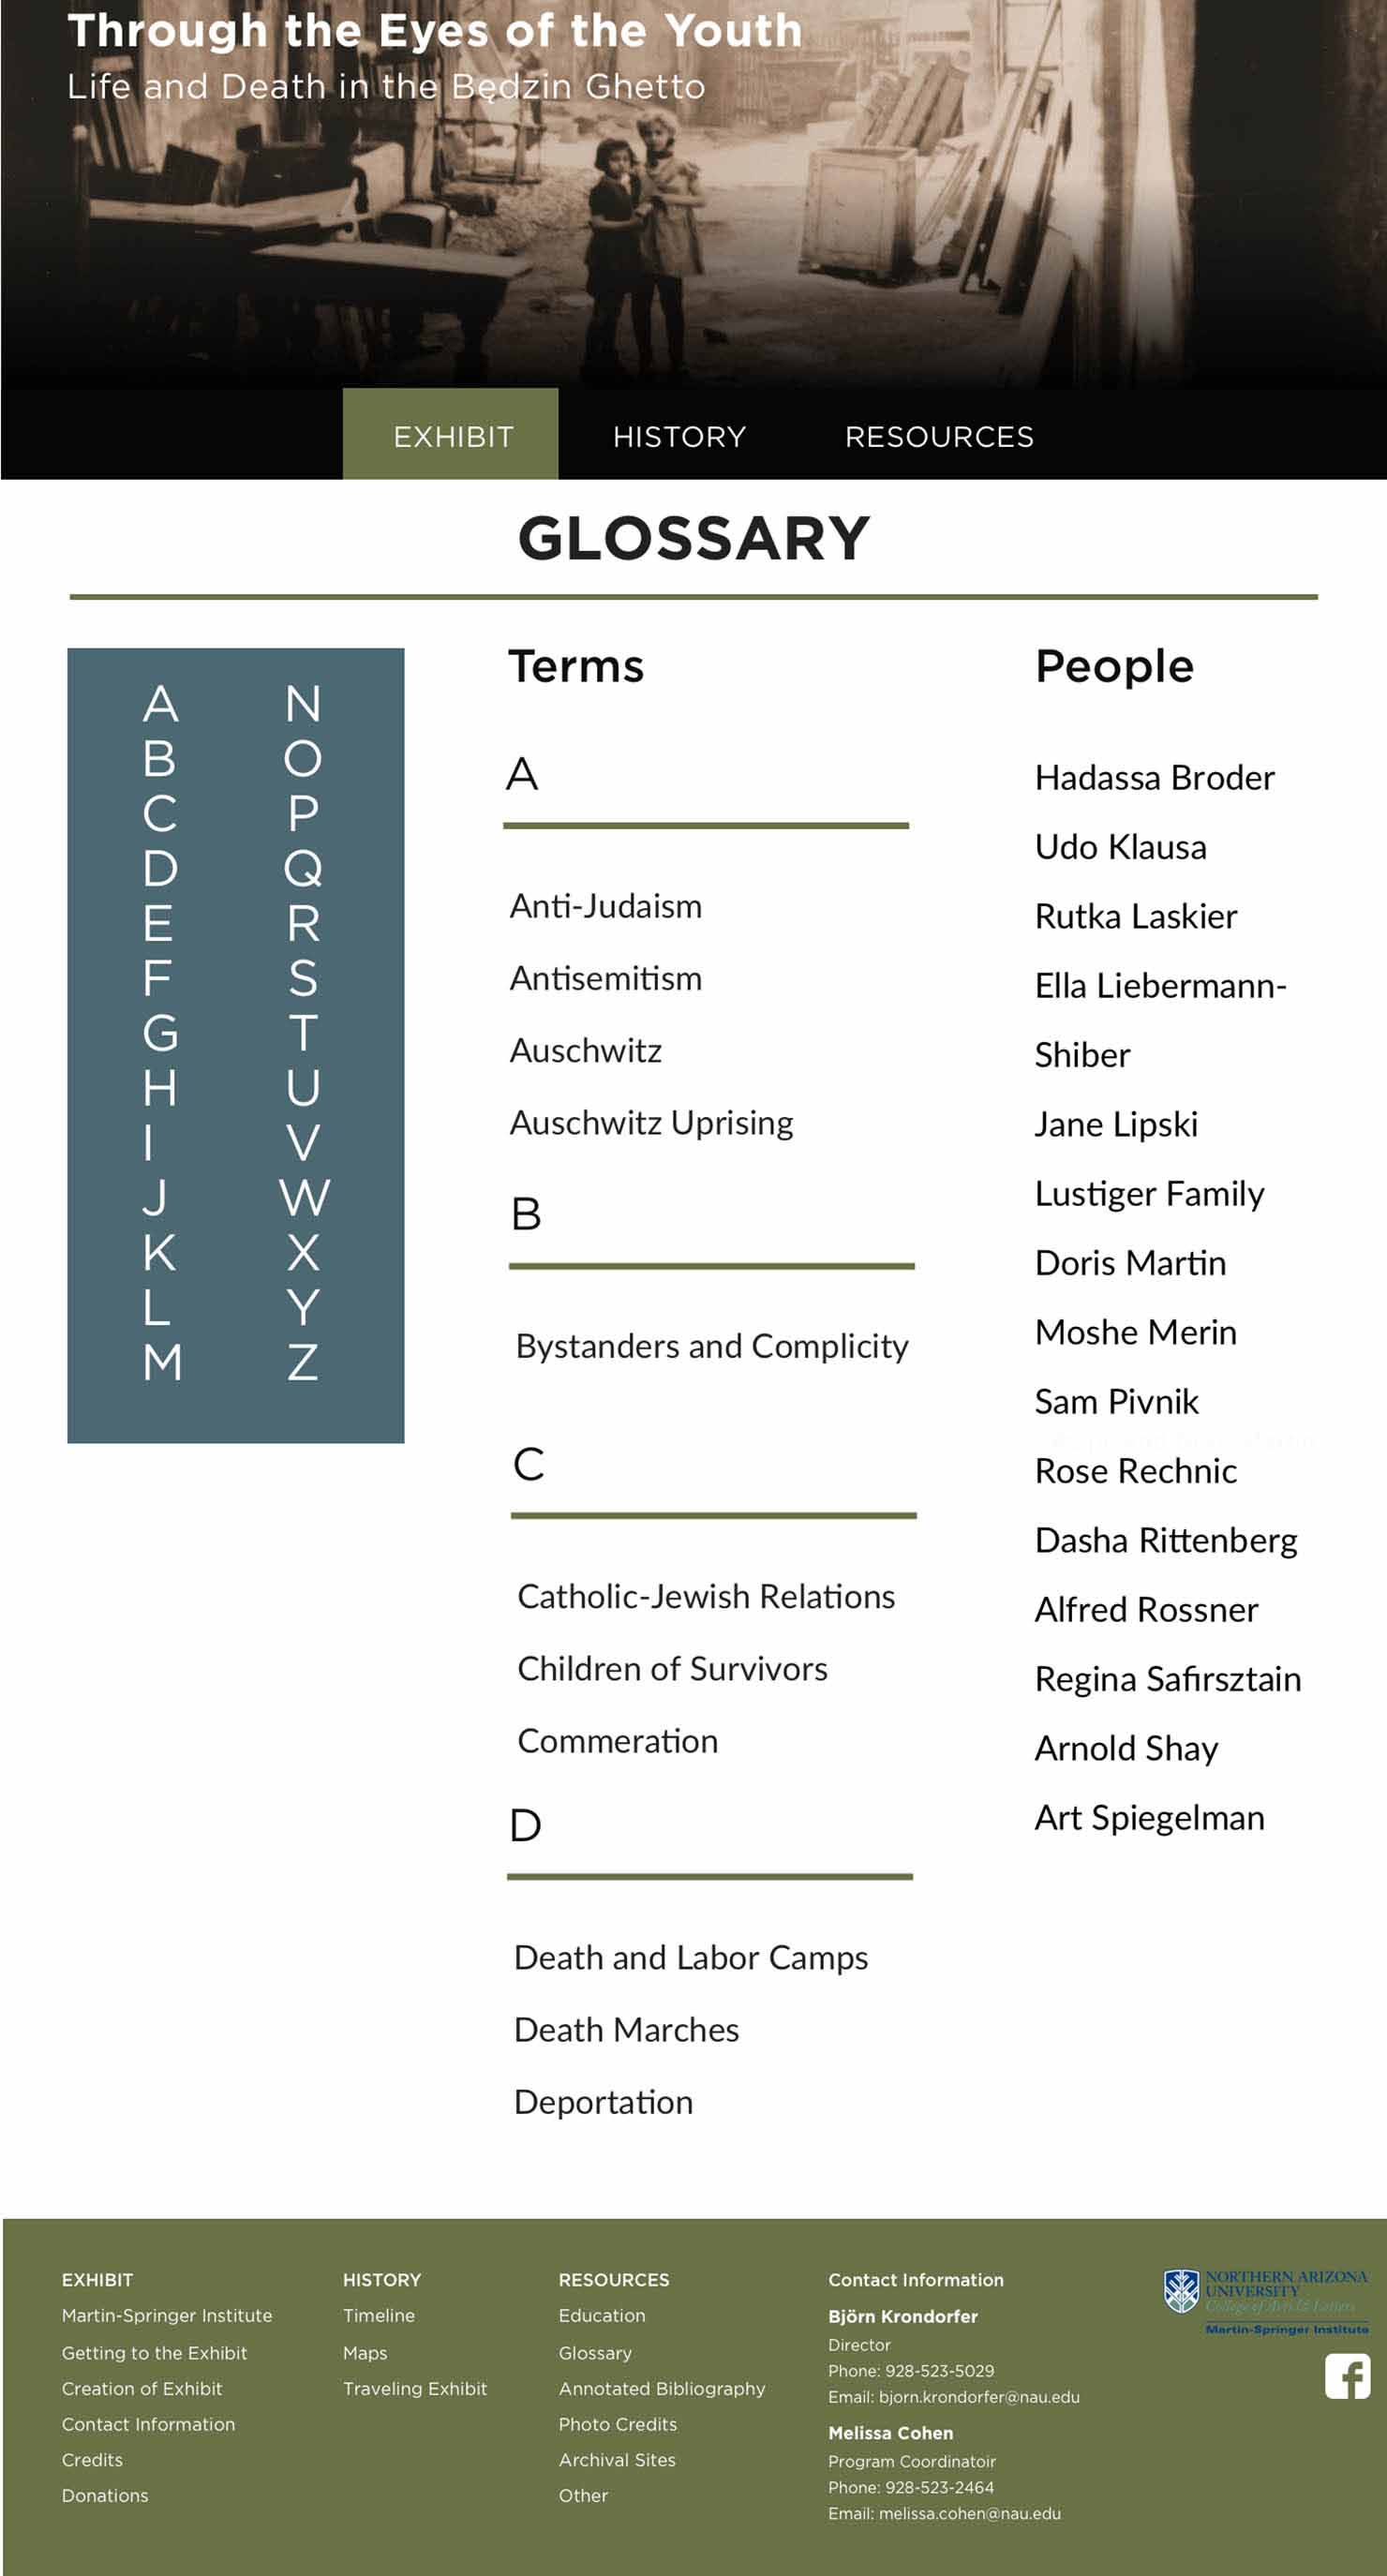 Through the Eyes of the Youth
Life and Death in the Będzin Ghetto
EXHIBIT HISTORY RESOURCES
GLOSSARY
A N
B O
C P
D Q
E R
F S
G T
H U
I V
J W
K X
L Y
M Z
Terms
A
Anti-Judaism
Antisemitism
Auschwitz
Auschwitz Uprising
B
Bystanders and Complicity
C
Catholic-Jewish Relations
Children of Survivors
Commeration
D
Death and Labor Camps
Death Marches
Deportation
People
Hadassa Broder
Udo Klausa
Rutka Laskier
Ella Liebermann-
Shiber
Jane Lipski
Lustiger Family
Doris Martin
Moshe Merin
Sam Pivnik
Rose Rechnic
Dasha Rittenberg
Alfred Rossner
Regina Safirsztain
Arnold Shay
Art Spiegelman
EXHIBIT
Martin-Springer Institute
Getting to the Exhibit
Creation of Exhibit
Contact Information
Credits
Donations
HISTORY
Timeline
Maps
Traveling Exhibit
RESOURCES
Education
Glossary
Annotated Bibliography
Photo Credits
Archival Sites
Other
Contact Information
Björn Krondorfer
Director
Phone: 928-523-5029
Email: bjorn.krondorfer@nau.edu
Melissa Cohen
Program Coordinatoir
Phone: 928-523-2464
Email: melissa.cohen@nau.edu
NORTHERN ARIZONA
UNIVERSITY
College of Arts & Letters
Martin-Springer Institute